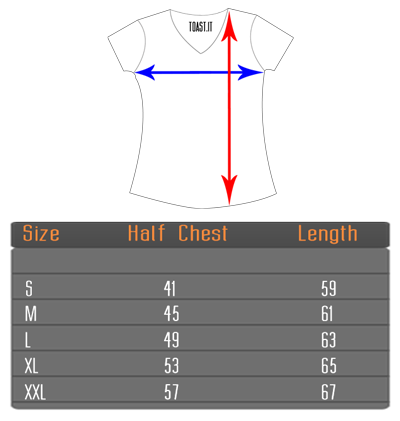 TOAST.IT
Size Half Chest Length
S 41 59
M 45 61
L 49 63
XL 53 65
XXL 57 67